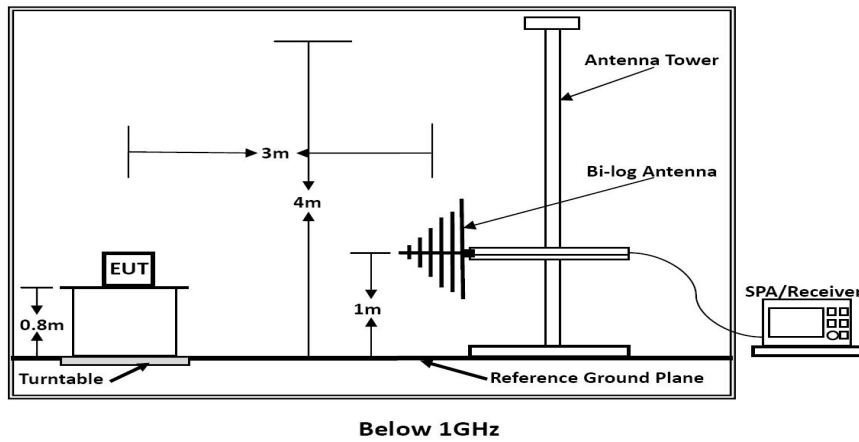 Antenna Tower
3m
Bi-log Antenna
4m
EUT
SPA/Receiver
0.8m
1m
Turntable
Reference Ground Plane
Below 1GHz